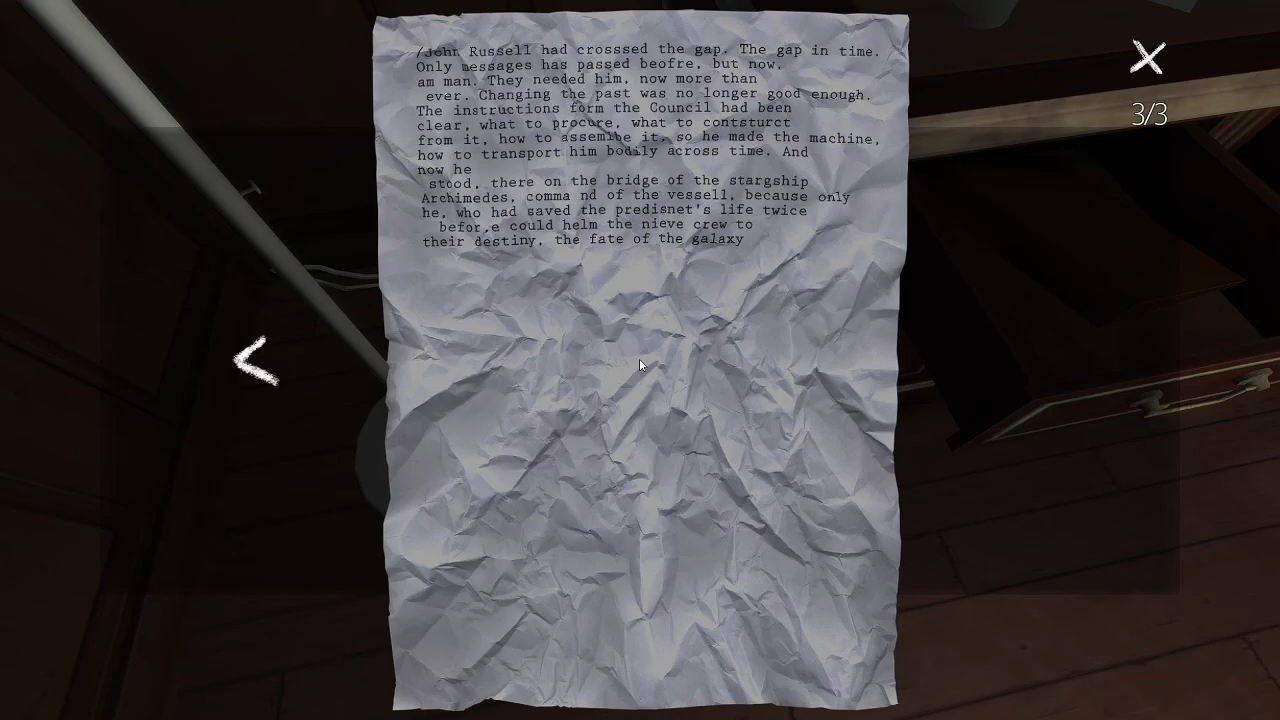 /John Russell had crosssed the gap. The gap in time.
Only messages has passed beofre, but now,
am man. They needed him, now more than
ever. Changing the past was no longer good enough.
The instructions form the Council had been
clear, what to procure, what to contsturct
from it, how to assemlbe it, so he made the machine,
how to transport him bodily across time. And
now he
stood, there on the bridge of the stargship
Archimedes, comma nd of the vessell, because only
he, who had saved the predisnet's life twice
befor,e could helm the nieve crew to
their destiny, the fate of the galaxy
3/3